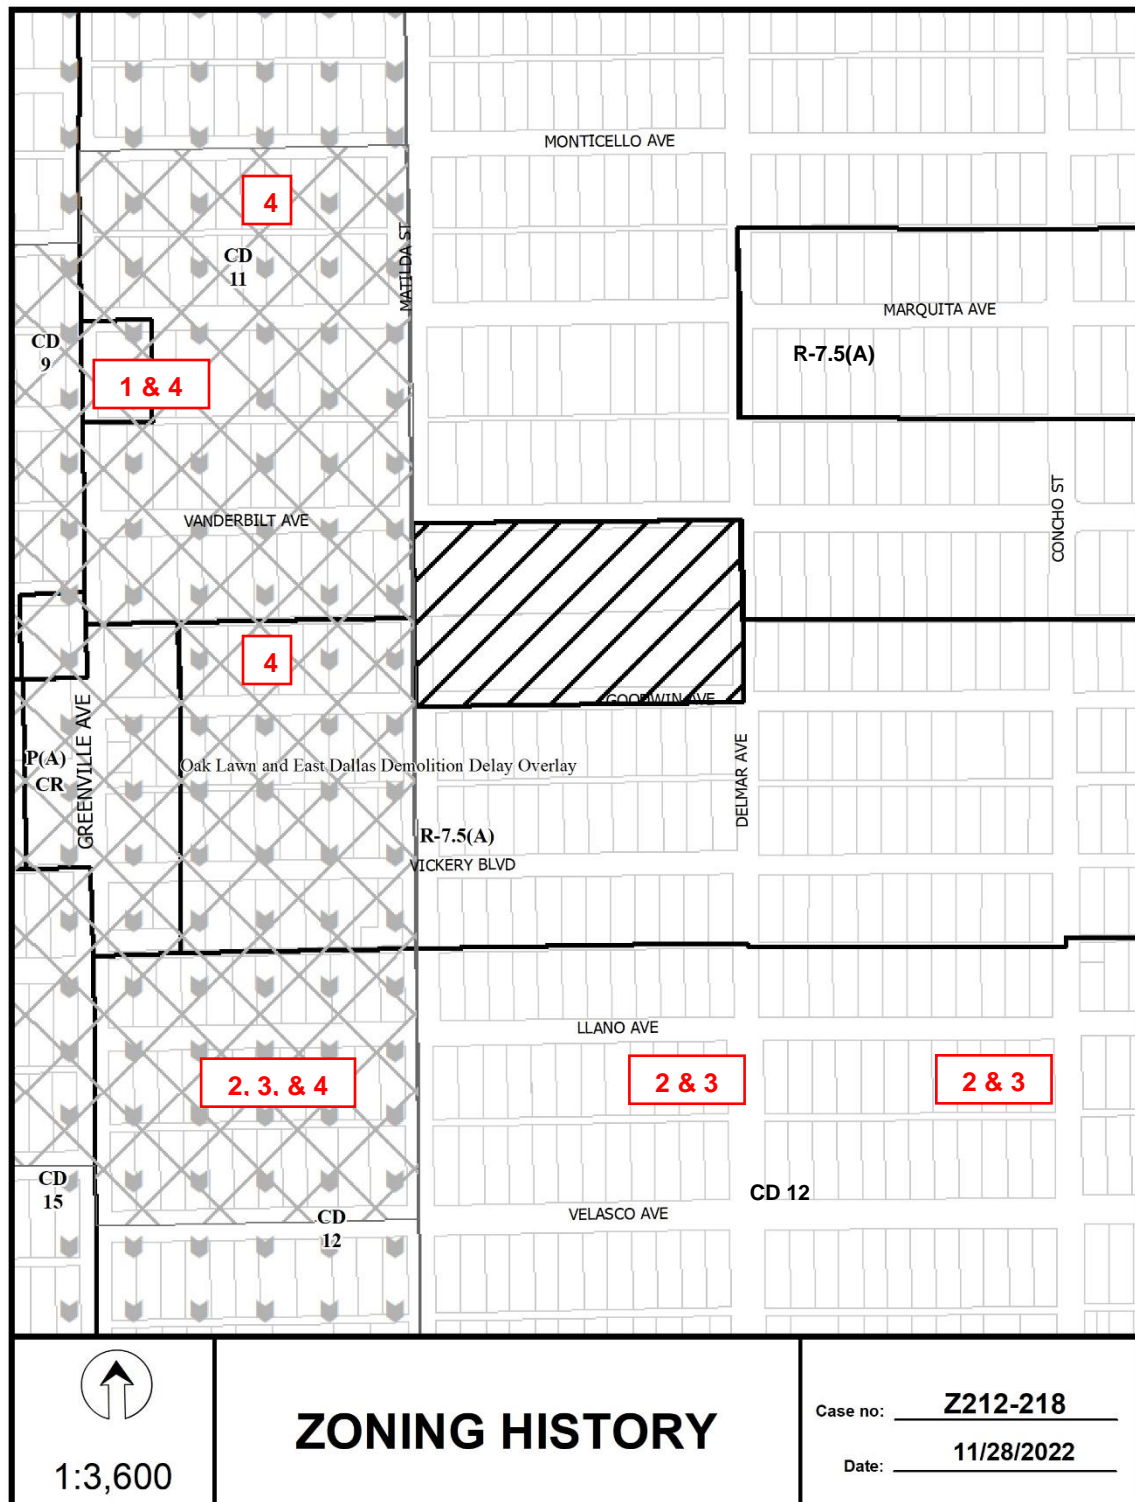 MONTICELLO AVE
4
MATILDA ST
CD
11
MARQUITA AVE
CD
9
R-7.5(A)
1 & 4
CONCHO ST
VANDERBILT AVE
4
GOODWIN AVE
GREENVILLE AVE
P(A)
CR
Oak Lawn and East Dallas Demolition Delay Overlay
DELMAR AVE
R-7.5(A)
VICKERY BLVD
LLANO AVE
2, 3, & 4
2 & 3
2 & 3
CD
15
CD 12
VELASCO AVE
CD
12
1:3,600
ZONING HISTORY
Case no: Z212-218
Date: 11/28/2022